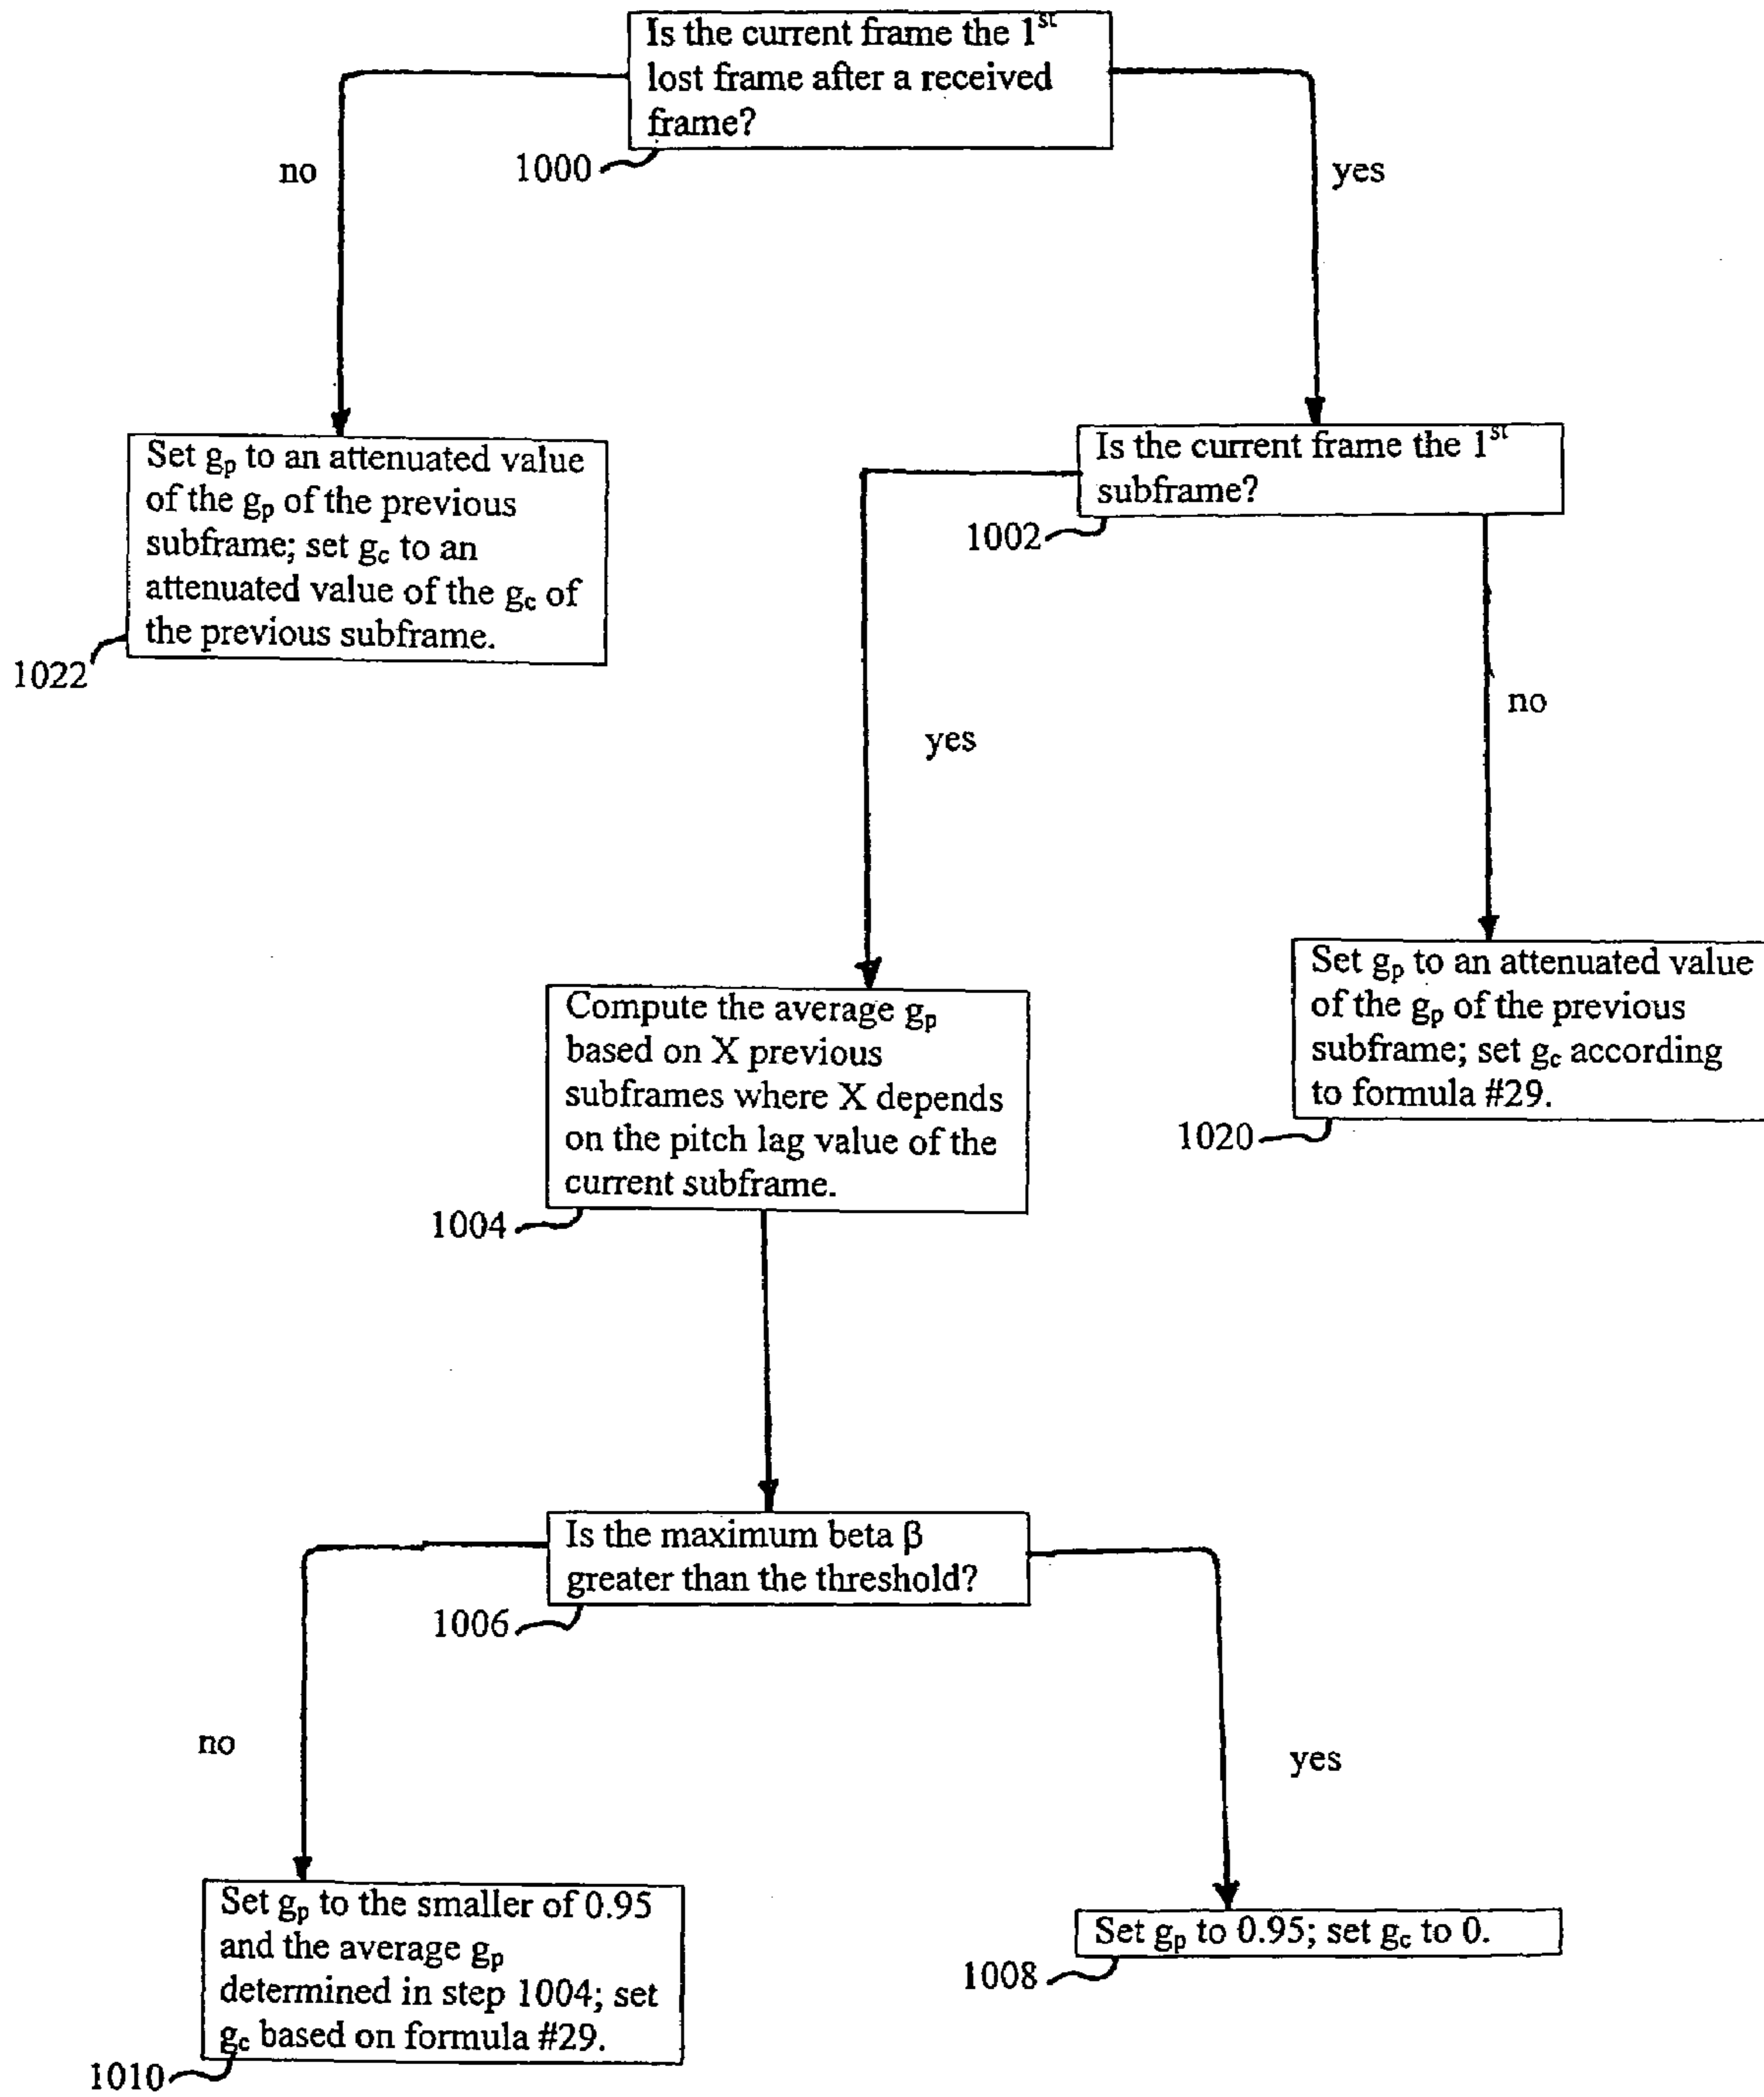 Is the current frame the 1st
lost frame after a received
frame?
1000
no
yes
Set gp to an attenuated value
of the gp of the previous
subframe; set gc to an
attenuated value of the gc of
the previous subframe.
1022
Is the current frame the 1st
subframe?
1002
yes
no
Compute the average gp
based on X previous
subframes where X depends
on the pitch lag value of the
current subframe.
1004
Set gp to an attenuated value
of the gp of the previous
subframe; set gc according
to formula #29.
1020
Is the maximum beta β
greater than the threshold?
1006
no
yes
Set gp to the smaller of 0.95
and the average gp
determined in step 1004; set
gc based on formula #29.
1010
Set gp to 0.95; set gc to 0.
1008